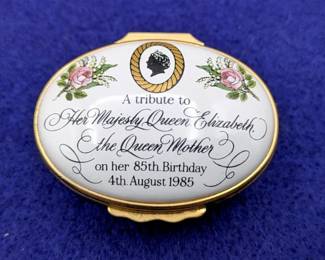 A tribute to
Her Majesty Queen Elizabeth
the Queen Mother
on her 85th Birthday
4th August 1985